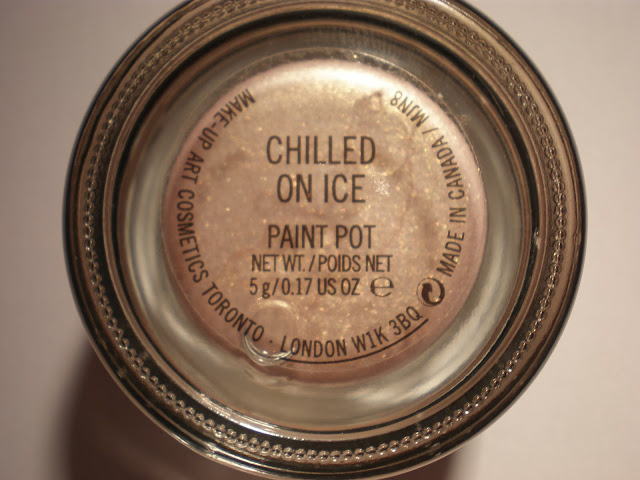 CHILLED
ON ICE
PAINT POT
NET WT./POIDS NET
5 g/0.17 US OZ ℮
MAKE-UP ART COSMETICS TORONTO · LONDON W1K 3BQ
MADE IN CANADA / MJN8